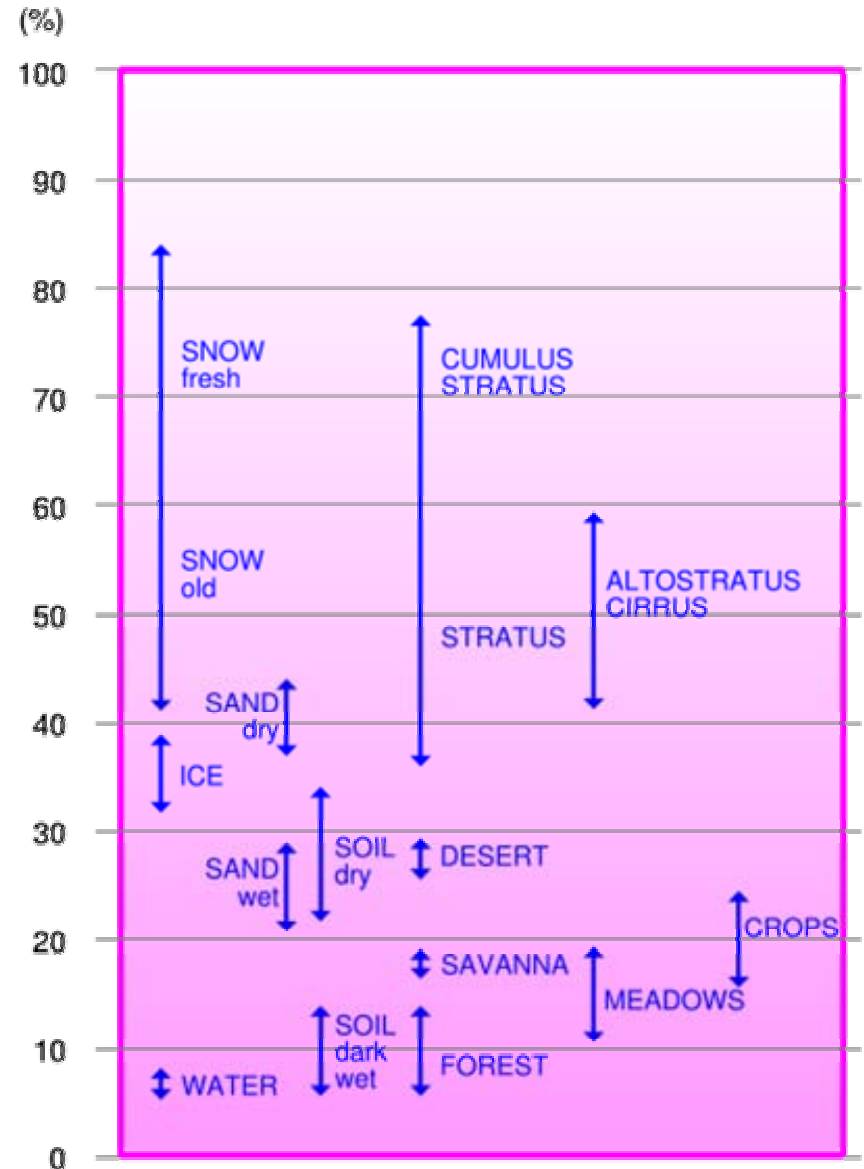 (%)
100
90
80
SNOW
fresh
CUMULUS
STRATUS
70
60
SNOW
old
ALTOSTRATUS
CIRRUS
50
STRATUS
SAND
dry
40
ICE
30
SOIL
dry
DESERT
SAND
wet
CROPS
20
SAVANNA
MEADOWS
SOIL
dark
wet
10
FOREST
WATER
0